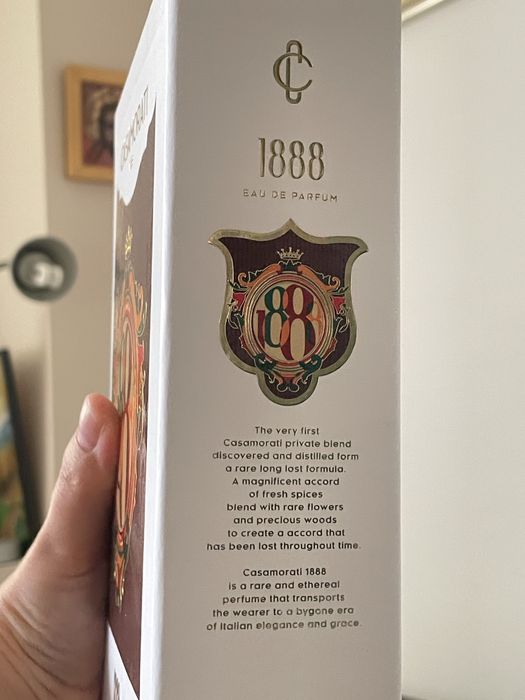 CASAMORATI
1888
EAU DE PARFUM
1888
The very first
Casamorati private blend
discovered and distilled form
a rare long lost formula.
A magnificent accord
of fresh spices
blend with rare flowers
and precious woods
to create a accord that
has been lost throughout time.
Casamorati 1888
is a rare and ethereal
perfume that transports
the wearer to a bygone era
of Italian elegance and grace.